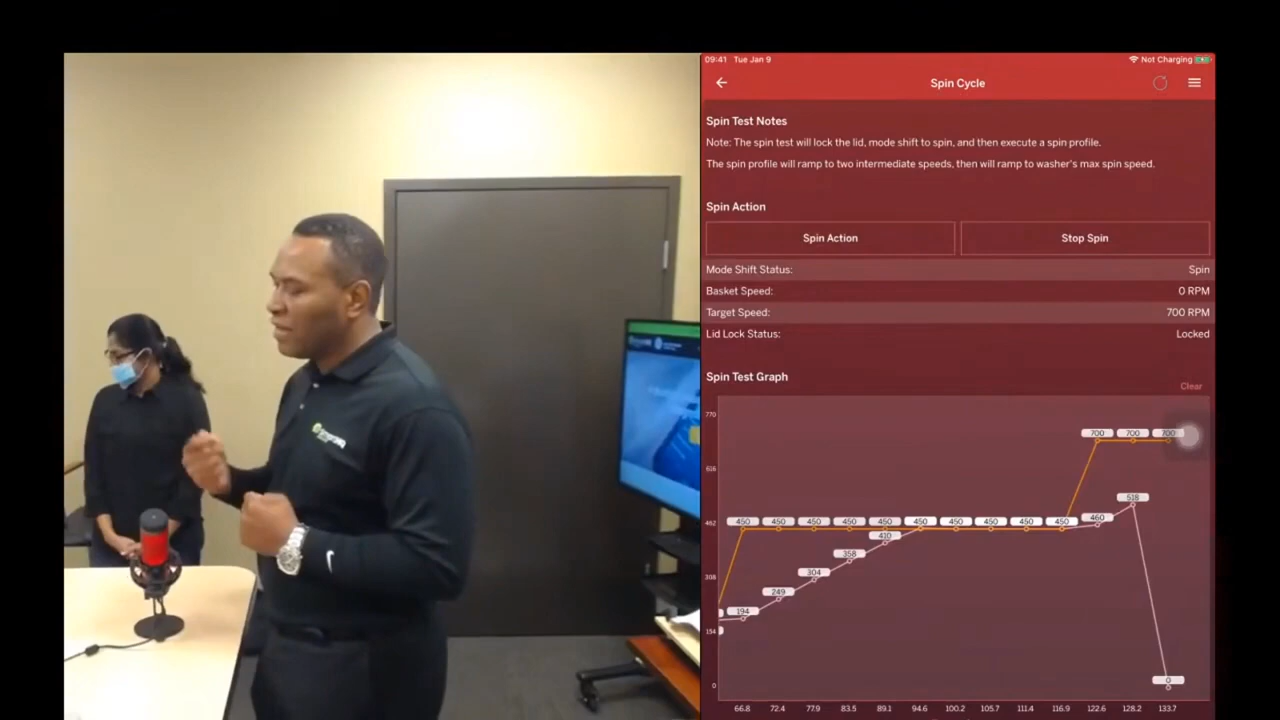 09:41 Tue Jan 9
Not Charging
Spin Cycle
Spin Test Notes
Note: The spin test will lock the lid, mode shift to spin, and then execute a spin profile.
The spin profile will ramp to two intermediate speeds, then will ramp to washer's max spin speed.
Spin Action
Spin Action
Stop Spin
Mode Shift Status: Spin
Basket Speed: 0 RPM
Target Speed: 700 RPM
Lid Lock Status: Locked
Spin Test Graph
Clear
770
616
462
308
154
0
700 700 700
518
450 450 450 450 450 450 450 450 450 450 460
410
358
304
249
194
0
66.8 72.4 77.9 83.5 89.1 94.6 100.2 105.7 111.4 116.9 122.6 128.2 133.7